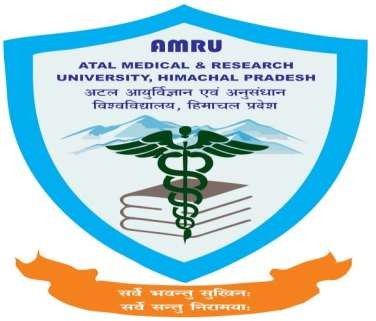 AMRU
ATAL MEDICAL & RESEARCH
UNIVERSITY, HIMACHAL PRADESH
अटल आयुर्विज्ञान एवं अनुसंधान
विश्वविद्यालय, हिमाचल प्रदेश
सर्वे भवन्तु सुखिनः
सर्वे सन्तु निरामयाः